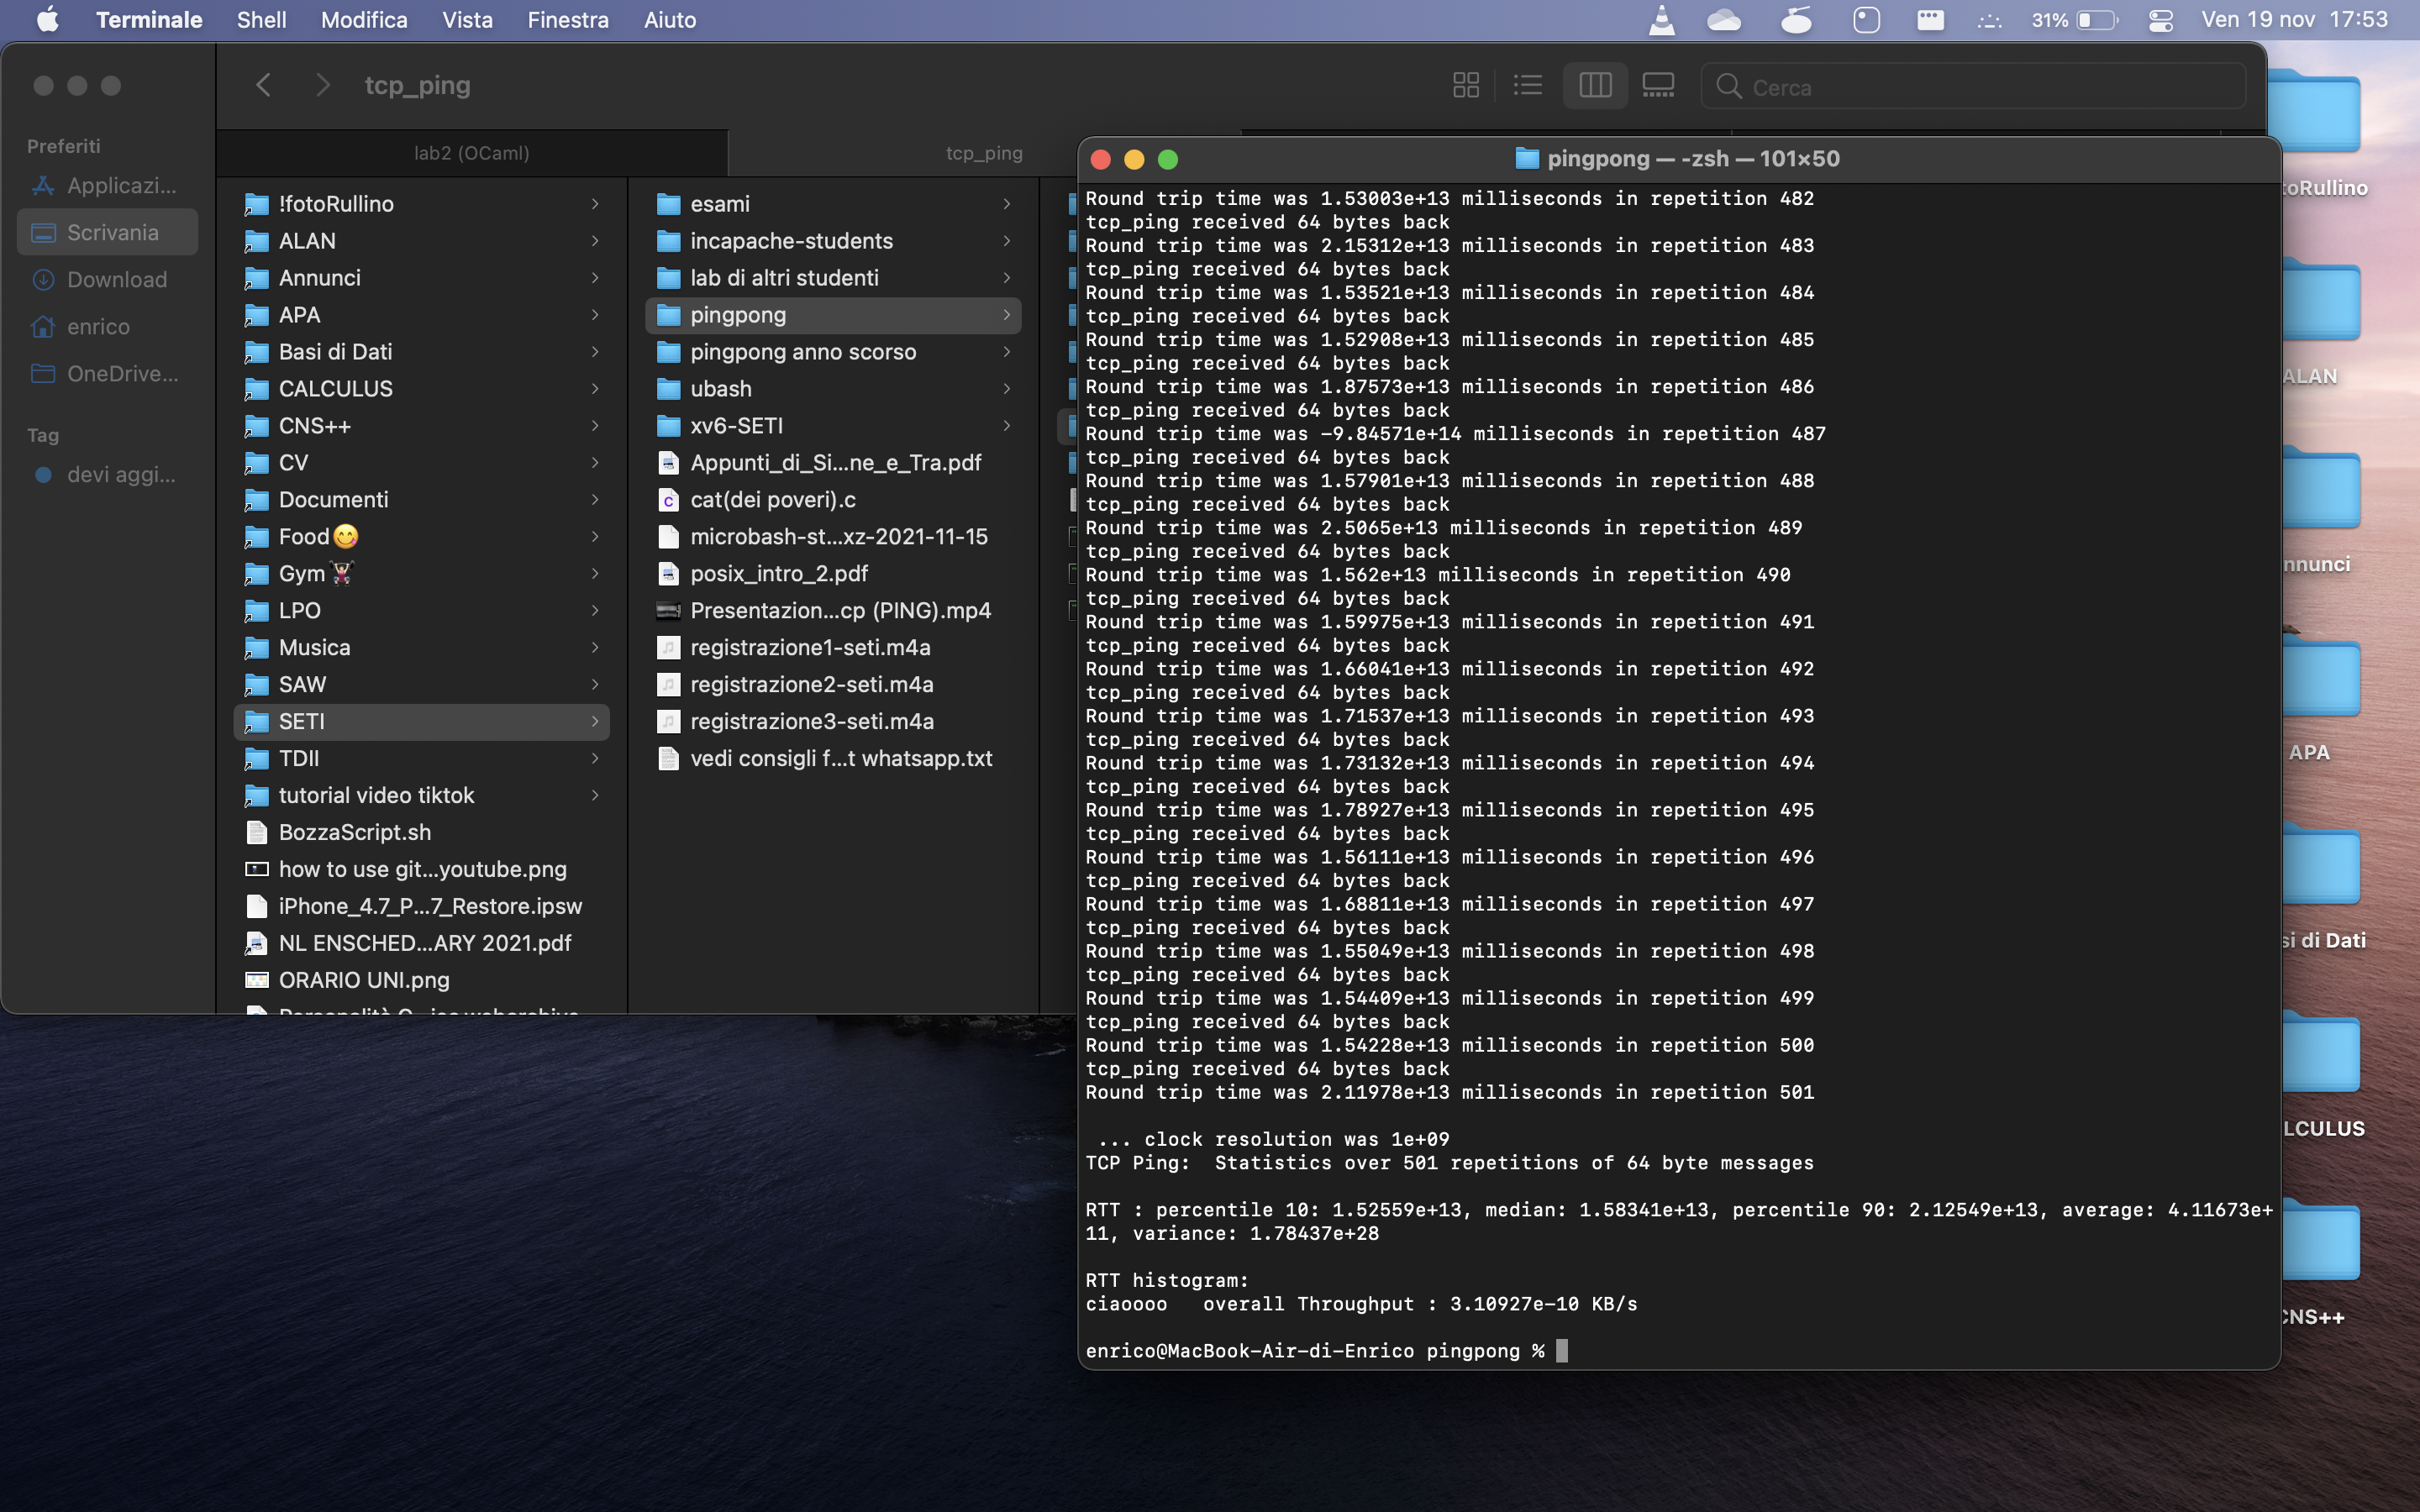 Terminale Shell Modifica Vista Finestra Aiuto 31% Ven 19 nov 17:53
tcp_ping
Cerca
lab2 (OCaml)
tcp_ping
Preferiti
Applicazi...
Scrivania
Download
enrico
OneDrive...
Tag
devi aggi...
!fotoRullino
ALAN
Annunci
APA
Basi di Dati
CALCULUS
CNS++
CV
Documenti
Food😋
Gym🏋️‍♀️
LPO
Musica
SAW
SETI
TDII
tutorial video tiktok
BozzaScript.sh
how to use git...youtube.png
iPhone_4.7_P...7_Restore.ipsw
NL ENSCHED...ARY 2021.pdf
ORARIO UNI.png
esami
incapache-students
lab di altri studenti
pingpong
pingpong anno scorso
ubash
xv6-SETI
Appunti_di_Si...ne_e_Tra.pdf
cat(dei poveri).c
microbash-st...xz-2021-11-15
posix_intro_2.pdf
Presentazion...cp (PING).mp4
registrazione1-seti.m4a
registrazione2-seti.m4a
registrazione3-seti.m4a
vedi consigli f...t whatsapp.txt
pingpong — -zsh — 101×50
Round trip time was 1.53003e+13 milliseconds in repetition 482
tcp_ping received 64 bytes back
Round trip time was 2.15312e+13 milliseconds in repetition 483
tcp_ping received 64 bytes back
Round trip time was 1.53521e+13 milliseconds in repetition 484
tcp_ping received 64 bytes back
Round trip time was 1.52908e+13 milliseconds in repetition 485
tcp_ping received 64 bytes back
Round trip time was 1.87573e+13 milliseconds in repetition 486
tcp_ping received 64 bytes back
Round trip time was -9.84571e+14 milliseconds in repetition 487
tcp_ping received 64 bytes back
Round trip time was 1.57901e+13 milliseconds in repetition 488
tcp_ping received 64 bytes back
Round trip time was 2.5065e+13 milliseconds in repetition 489
tcp_ping received 64 bytes back
Round trip time was 1.562e+13 milliseconds in repetition 490
tcp_ping received 64 bytes back
Round trip time was 1.59975e+13 milliseconds in repetition 491
tcp_ping received 64 bytes back
Round trip time was 1.66041e+13 milliseconds in repetition 492
tcp_ping received 64 bytes back
Round trip time was 1.71537e+13 milliseconds in repetition 493
tcp_ping received 64 bytes back
Round trip time was 1.73132e+13 milliseconds in repetition 494
tcp_ping received 64 bytes back
Round trip time was 1.78927e+13 milliseconds in repetition 495
tcp_ping received 64 bytes back
Round trip time was 1.56111e+13 milliseconds in repetition 496
tcp_ping received 64 bytes back
Round trip time was 1.68811e+13 milliseconds in repetition 497
tcp_ping received 64 bytes back
Round trip time was 1.55049e+13 milliseconds in repetition 498
tcp_ping received 64 bytes back
Round trip time was 1.54409e+13 milliseconds in repetition 499
tcp_ping received 64 bytes back
Round trip time was 1.54228e+13 milliseconds in repetition 500
tcp_ping received 64 bytes back
Round trip time was 2.11978e+13 milliseconds in repetition 501
... clock resolution was 1e+09
TCP Ping: Statistics over 501 repetitions of 64 byte messages
RTT : percentile 10: 1.52559e+13, median: 1.58341e+13, percentile 90: 2.12549e+13, average: 4.11673e+
11, variance: 1.78437e+28
RTT histogram:
ciaoooo overall Throughput : 3.10927e-10 KB/s
enrico@MacBook-Air-di-Enrico pingpong %
toRullino
ALAN
nnunci
APA
si di Dati
LCULUS
CNS++